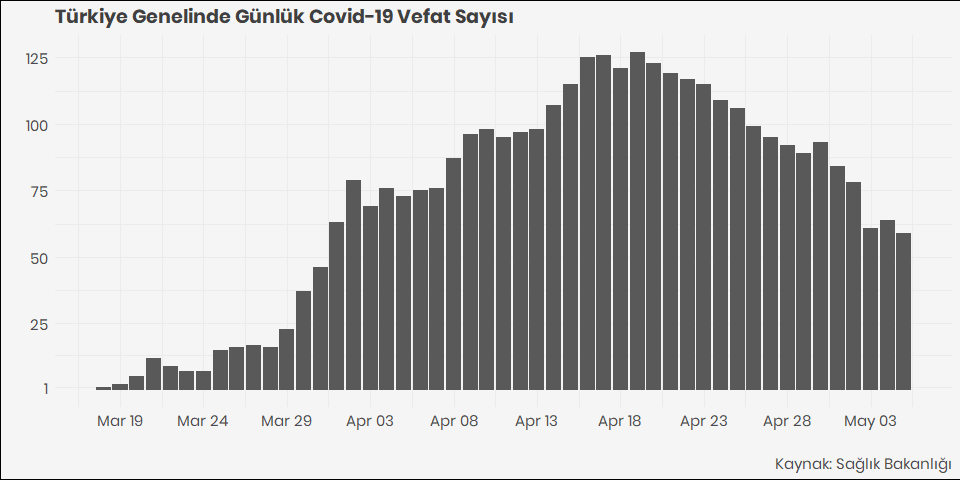 Türkiye Genelinde Günlük Covid-19 Vefat Sayısı
125
100
75
50
25
1
Mar 19 Mar 24 Mar 29 Apr 03 Apr 08 Apr 13 Apr 18 Apr 23 Apr 28 May 03
Kaynak: Sağlık Bakanlığı